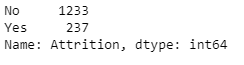 No     1233
Yes     237
Name: Attrition, dtype: int64